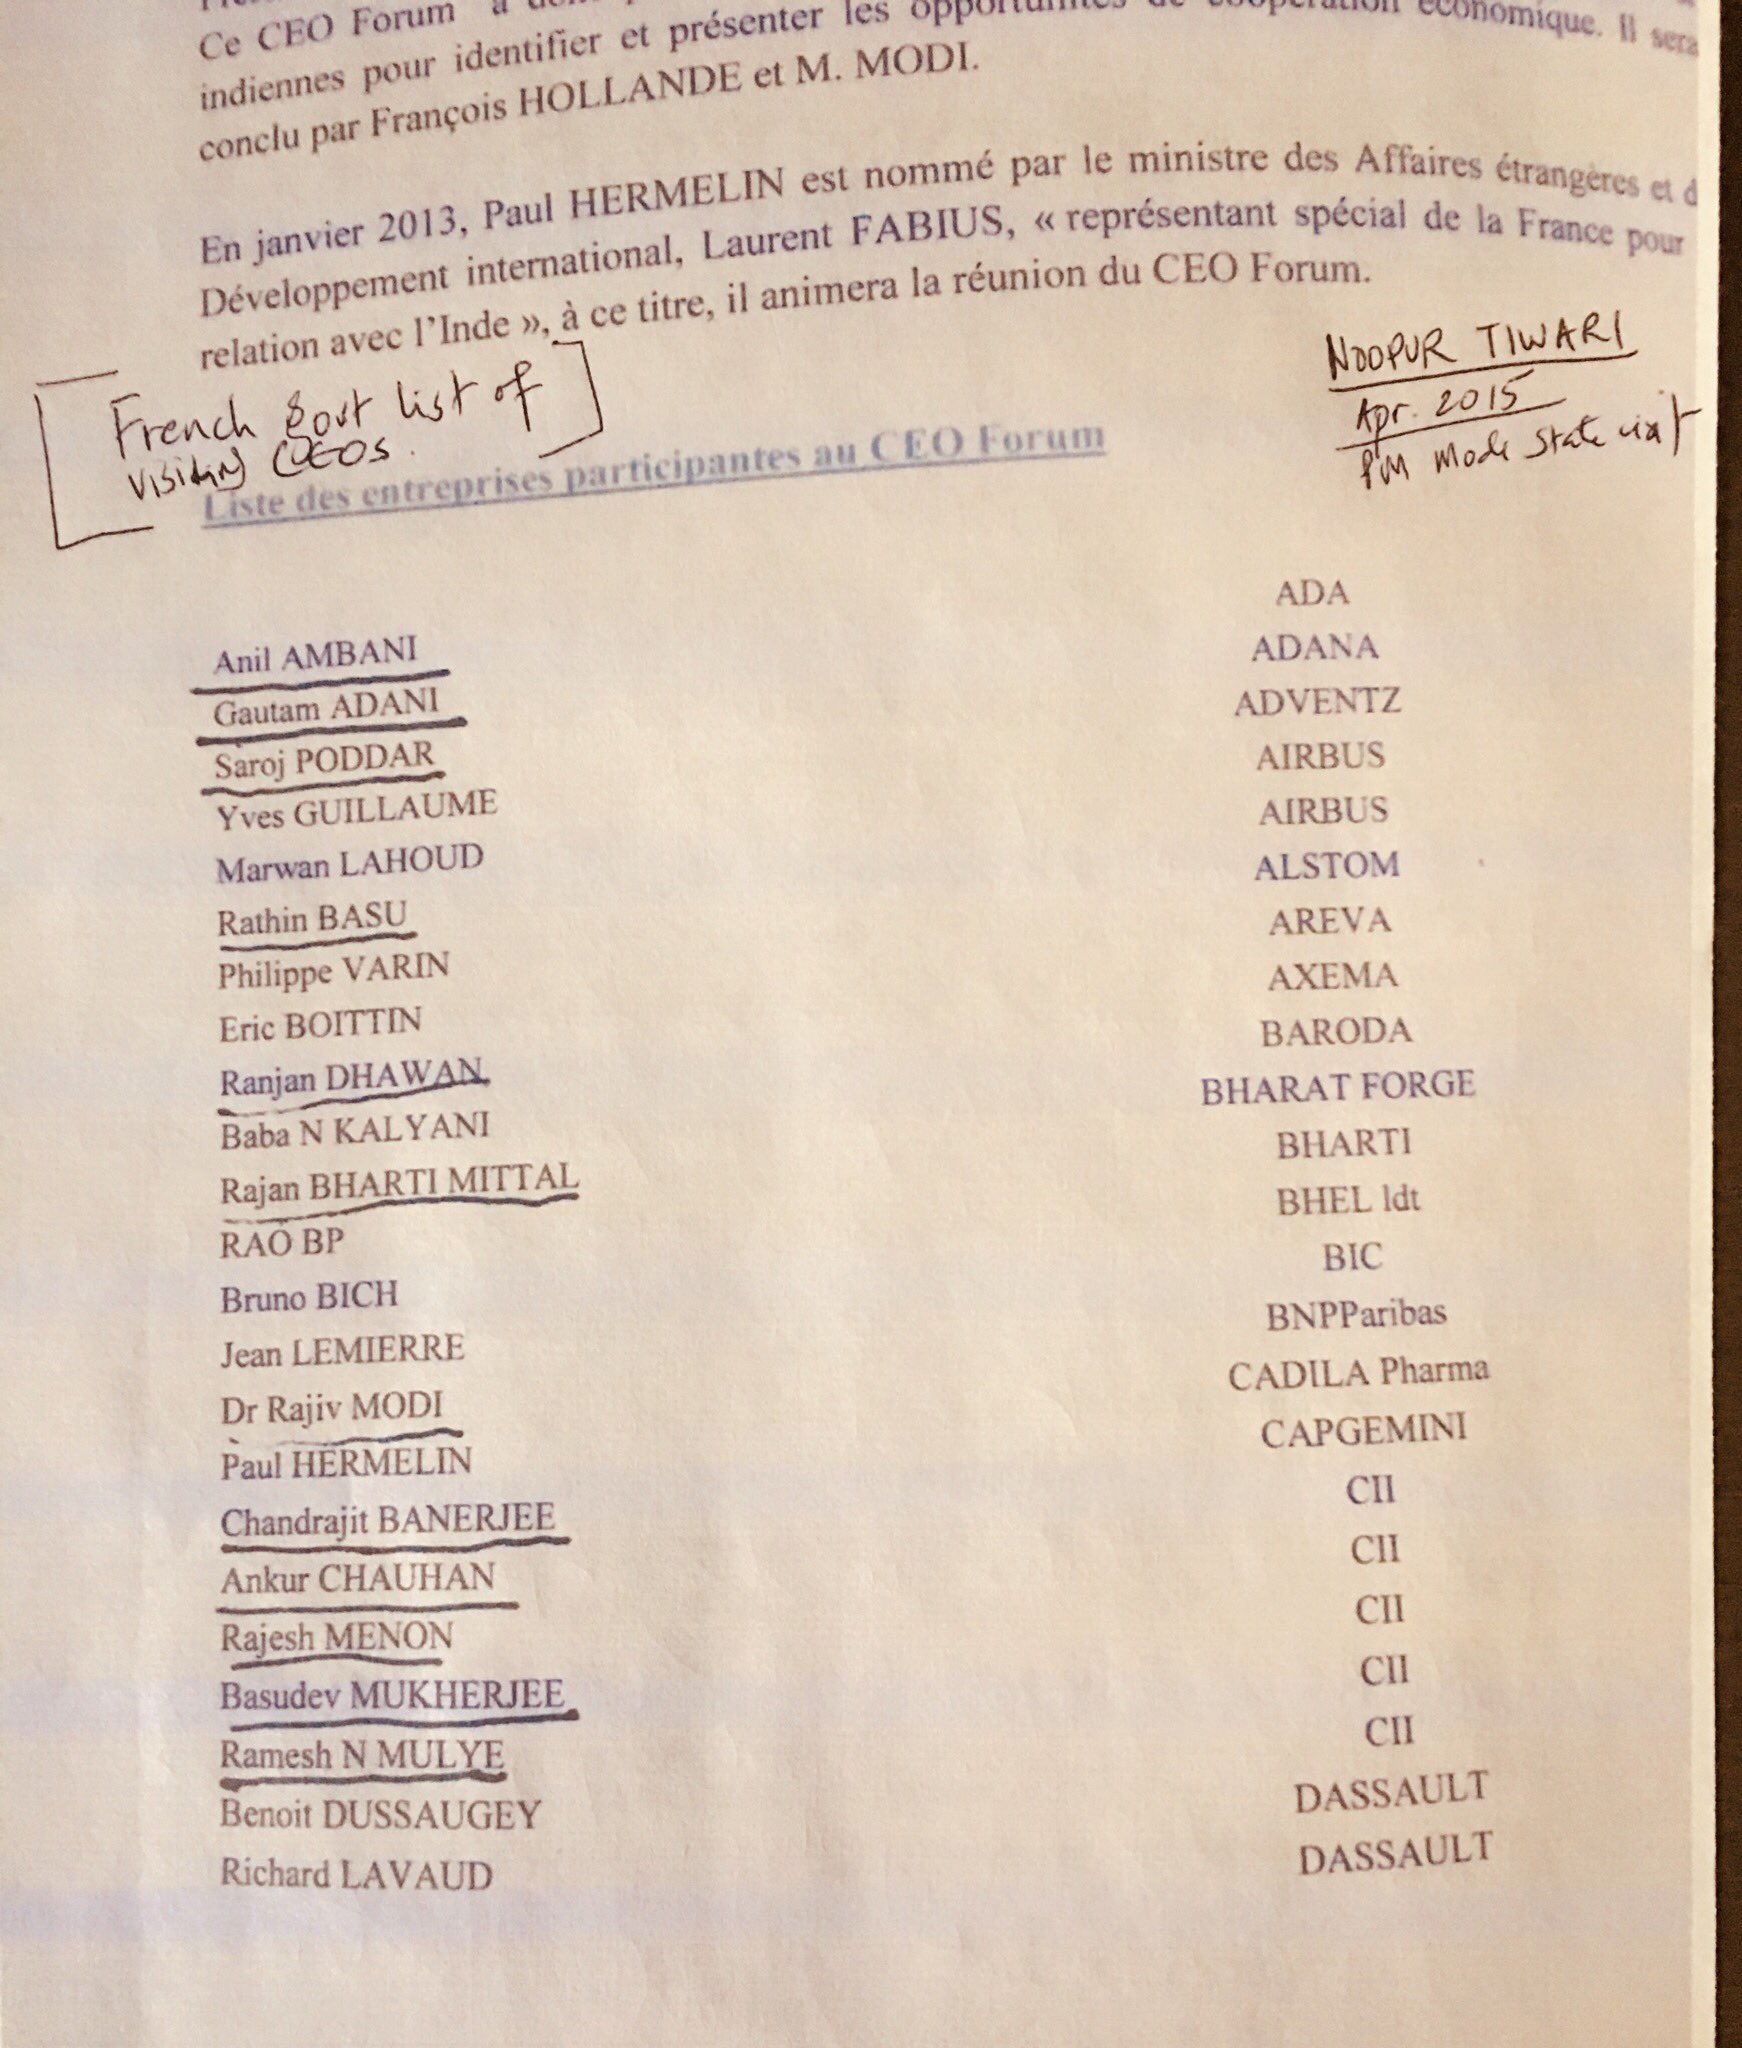 Ce CEO Forum a
indiennes pour identifier et présenter les opportunités de coopération économique. Il sera
conclu par François HOLLANDE et M. MODI.
En janvier 2013, Paul HERMELIN est nommé par le ministre des Affaires étrangères et d
Développement international, Laurent FABIUS, « représentant spécial de la France pour
relation avec l'Inde », à ce titre, il animera la réunion du CEO Forum.
NOOPUR TIWARI
Apr. 2015
PM Modi State visit
French govt list of
visiting CEOs.
Liste des entreprises participantes au CEO Forum
ADA
Anil AMBANI ADANA
Gautam ADANI ADVENTZ
Saroj PODDAR AIRBUS
Yves GUILLAUME AIRBUS
Marwan LAHOUD ALSTOM
Rathin BASU AREVA
Philippe VARIN AXEMA
Eric BOITTIN BARODA
Ranjan DHAWAN BHARAT FORGE
Baba N KALYANI BHARTI
Rajan BHARTI MITTAL BHEL ldt
RAO BP BIC
Bruno BICH BNPParibas
Jean LEMIERRE CADILA Pharma
Dr Rajiv MODI CAPGEMINI
Paul HERMELIN CII
Chandrajit BANERJEE CII
Ankur CHAUHAN CII
Rajesh MENON CII
Basudev MUKHERJEE CII
Ramesh N MULYE DASSAULT
Benoit DUSSAUGEY DASSAULT
Richard LAVAUD